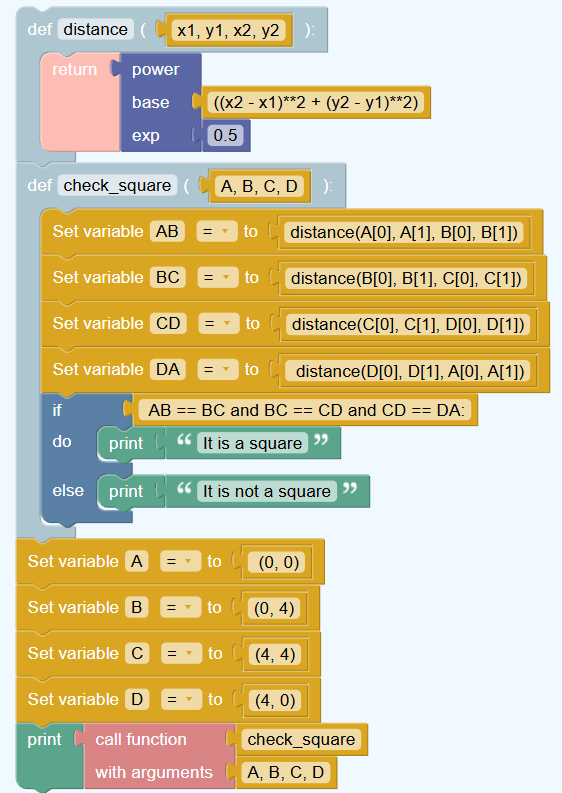 def distance ( x1, y1, x2, y2 ):
return power
base ((x2 - x1)**2 + (y2 - y1)**2)
exp 0.5
def check_square ( A, B, C, D ):
Set variable AB = to distance(A[0], A[1], B[0], B[1])
Set variable BC = to distance(B[0], B[1], C[0], C[1])
Set variable CD = to distance(C[0], C[1], D[0], D[1])
Set variable DA = to distance(D[0], D[1], A[0], A[1])
if AB == BC and BC == CD and CD == DA:
do print “ It is a square ”
else print “ It is not a square ”
Set variable A = to (0, 0)
Set variable B = to (0, 4)
Set variable C = to (4, 4)
Set variable D = to (4, 0)
print call function check_square
with arguments A, B, C, D